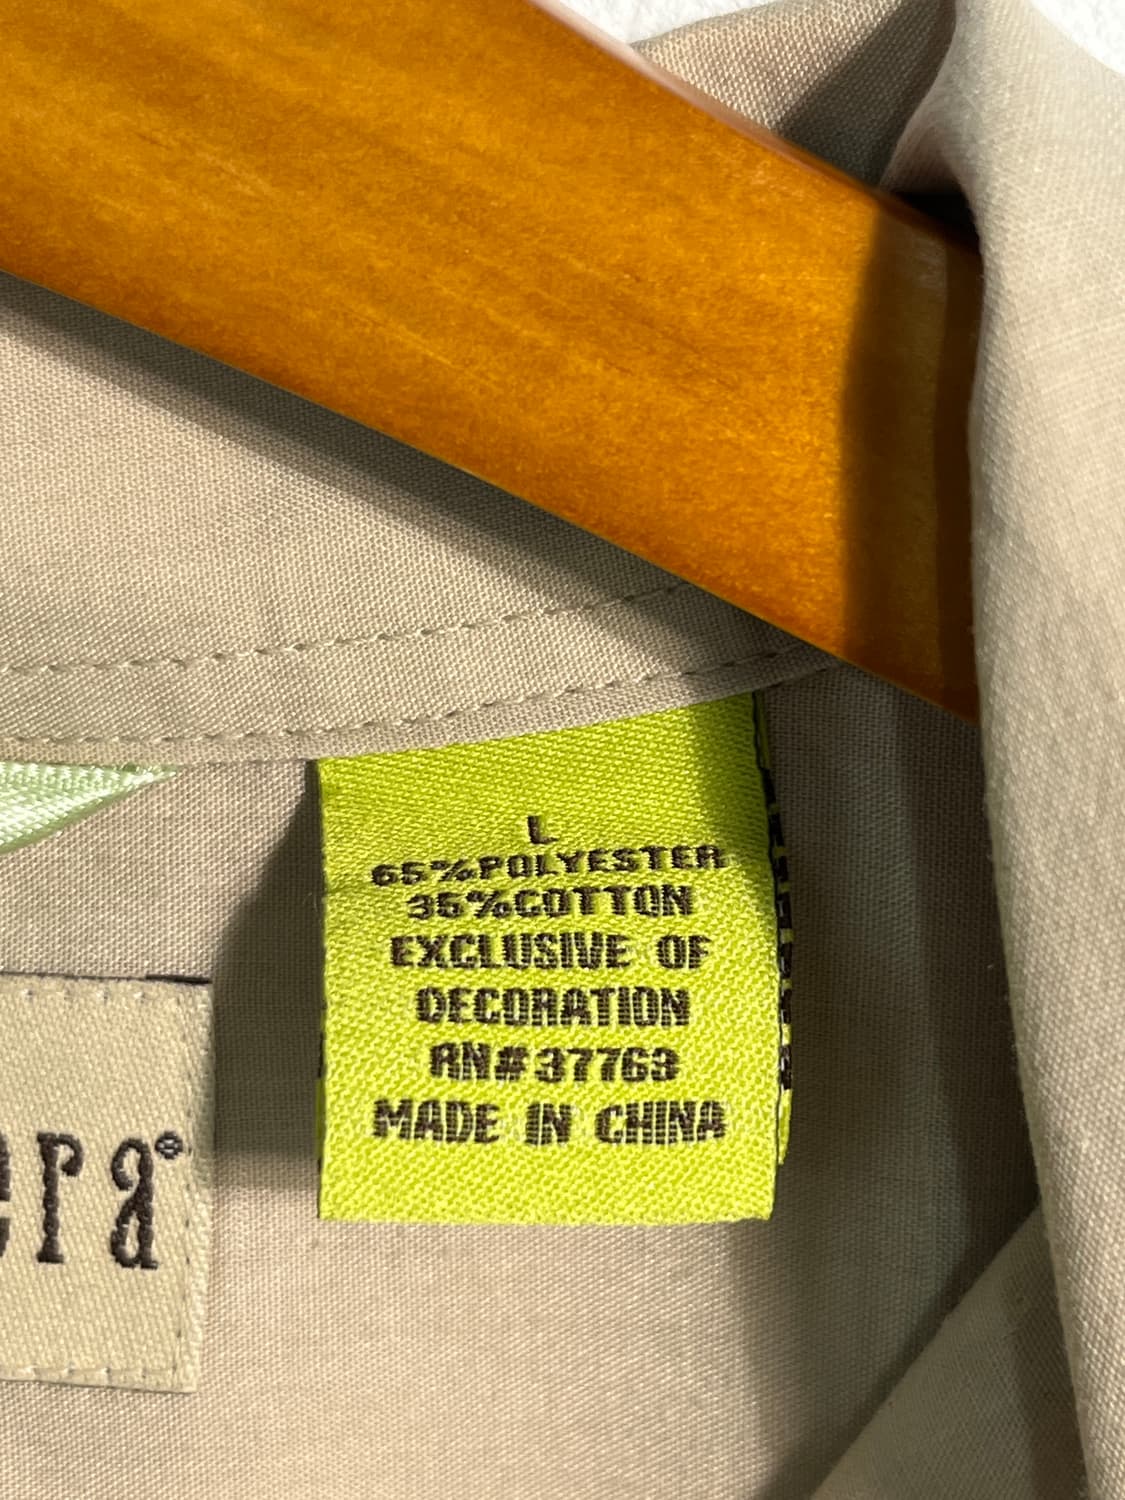 L
65%POLYESTER
35%COTTON
EXCLUSIVE OF
DECORATION
RN#37763
MADE IN CHINA
era®